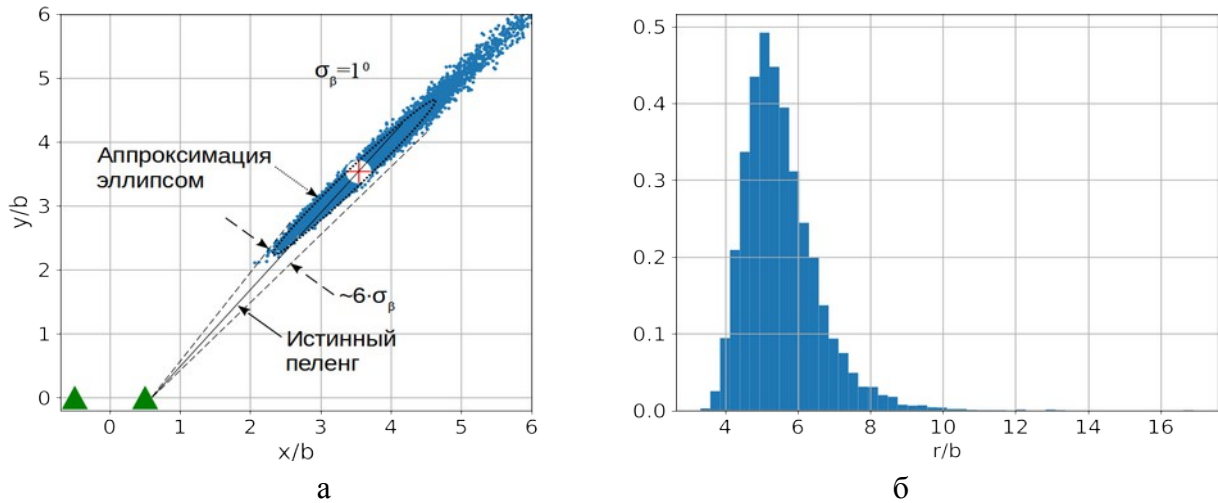 6
5
4
3
2
1
0
y/b
σβ=1⁰
Аппроксимация
эллипсом
~6·σβ
Истинный
пеленг
0 1 2 3 4 5 6
x/b
а
0.5
0.4
0.3
0.2
0.1
0.0
4 6 8 10 12 14 16
r/b
б